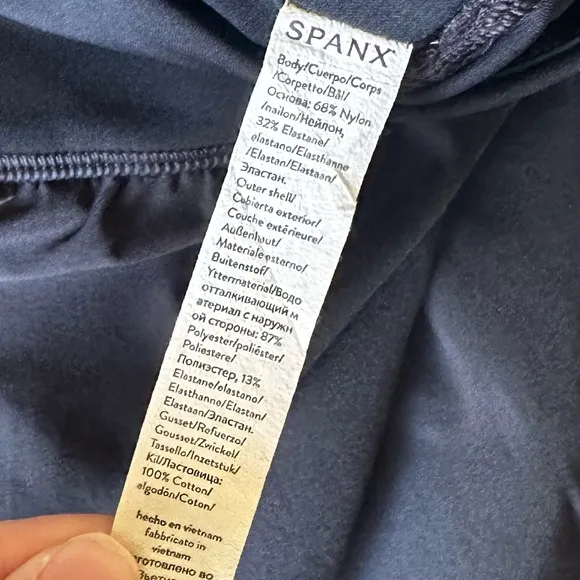 SPANX
Body/Cuerpo/Corps
/Corpetto/Bål/
Основа: 68% Nylon
/nailon/Нейлон,
32% Elastane/
elastano/Elasthanne
/Elastan/Elastaan/
Эластан.
Outer shell/
Cubierta exterior/
Couche extérieure/
Außenhaut/
Materiale esterno/
Buitenstof/
Yttermaterial/Водо
отталкивающий м
атериал с наружн
ой стороны: 87%
Polyester/poliéster/
Poliestere/
Полиэстер, 13%
Elastane/elastano/
Elasthanne/Elastan/
Elastaan/Эластан.
Gusset/Refuerzo/
Gousset/Zwickel/
Tassello/Inzetstuk/
Kil/Ластовица:
100% Cotton/
algodón/Coton/
hecho en vietnam
fabbricato in
vietnam